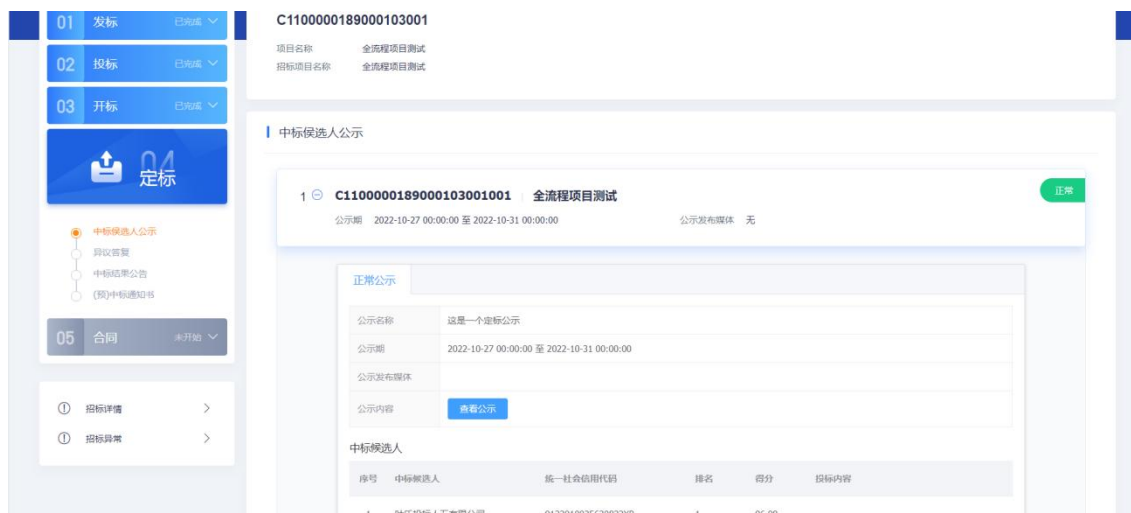 01 发标 已完成
C1100000189000103001
项目名称 全流程项目测试
招标项目名称 全流程项目测试
02 投标 已完成
03 开标 已完成
04
定标
中标候选人公示
异议答复
中标结果公告
(预)中标通知书
05 合同 未开始
招标详情
招标异常
中标候选人公示
1 C1100000189000103001001 全流程项目测试 正常
公示期 2022-10-27 00:00:00 至 2022-10-31 00:00:00 公示发布媒体 无
正常公示
公示名称 这是一个定标公示
公示期 2022-10-27 00:00:00 至 2022-10-31 00:00:00
公示发布媒体
公示内容 查看公示
中标候选人
序号 中标候选人 统一社会信用代码 排名 得分 投标内容